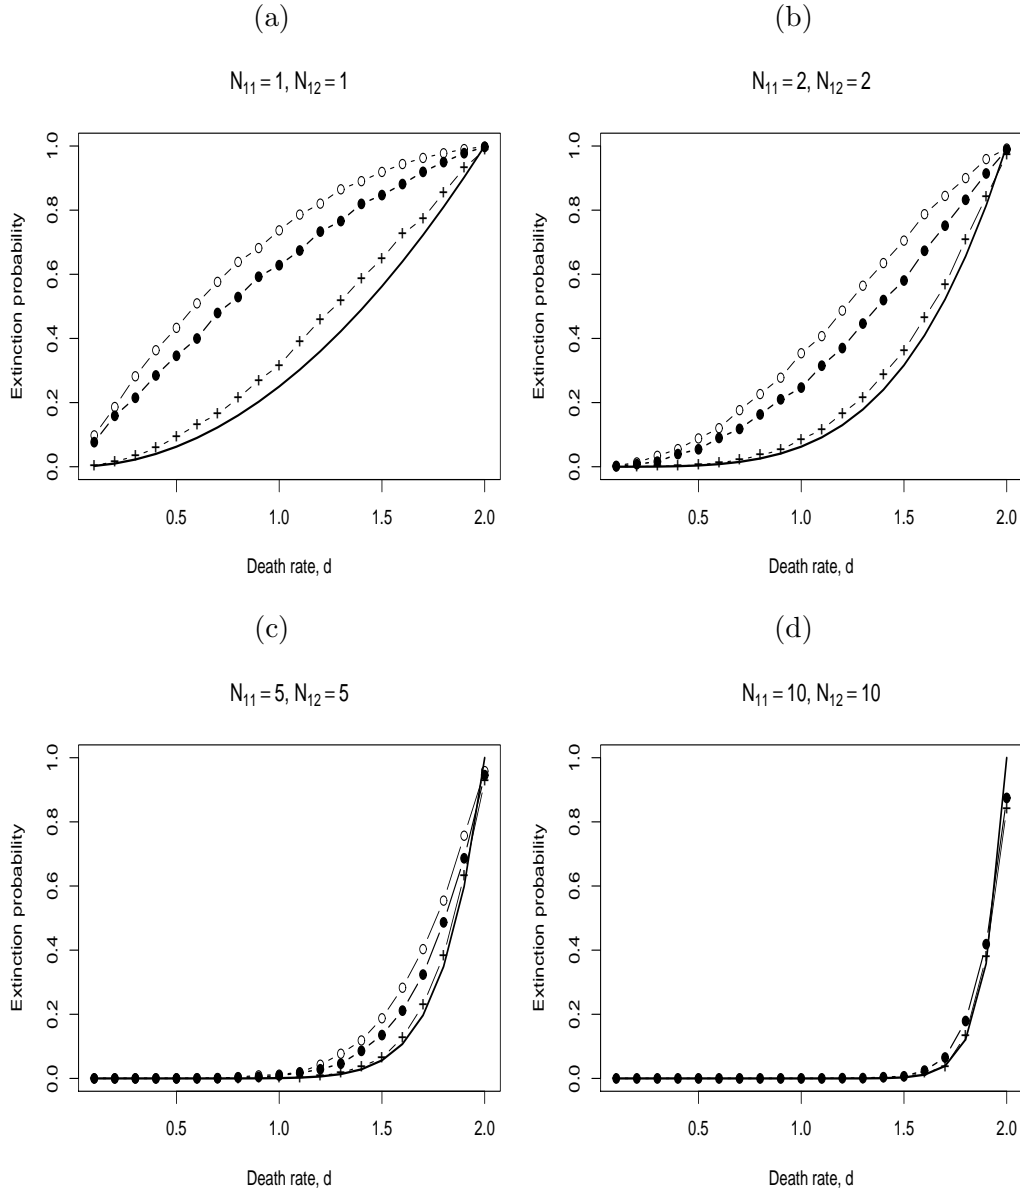 (a)
N11 = 1, N12 = 1
Extinction probability
0.0 0.2 0.4 0.6 0.8 1.0
0.5 1.0 1.5 2.0
Death rate, d
(b)
N11 = 2, N12 = 2
Extinction probability
0.0 0.2 0.4 0.6 0.8 1.0
0.5 1.0 1.5 2.0
Death rate, d
(c)
N11 = 5, N12 = 5
Extinction probability
0.0 0.2 0.4 0.6 0.8 1.0
0.5 1.0 1.5 2.0
Death rate, d
(d)
N11 = 10, N12 = 10
Extinction probability
0.0 0.2 0.4 0.6 0.8 1.0
0.5 1.0 1.5 2.0
Death rate, d